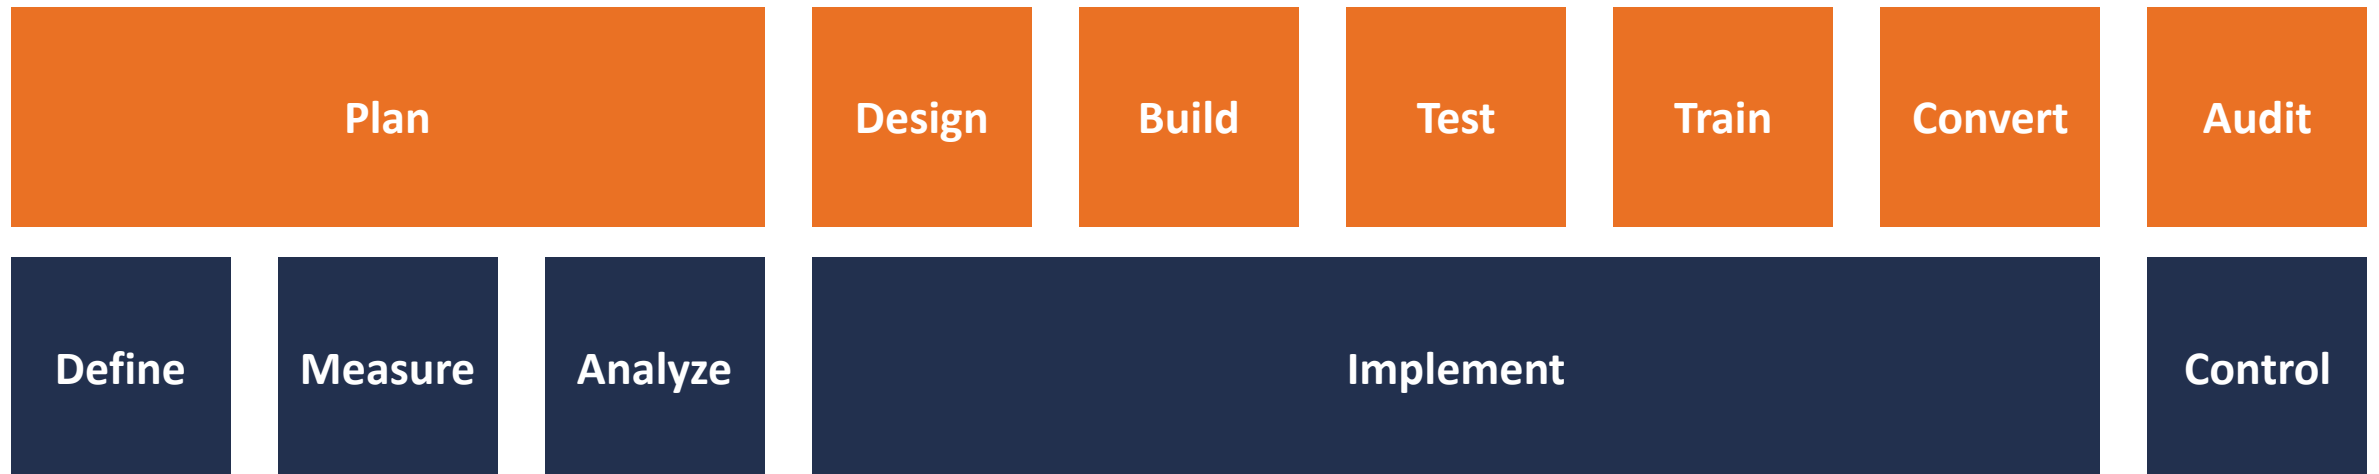 Plan
Design
Build
Test
Train
Convert
Audit
Define
Measure
Analyze
Implement
Control